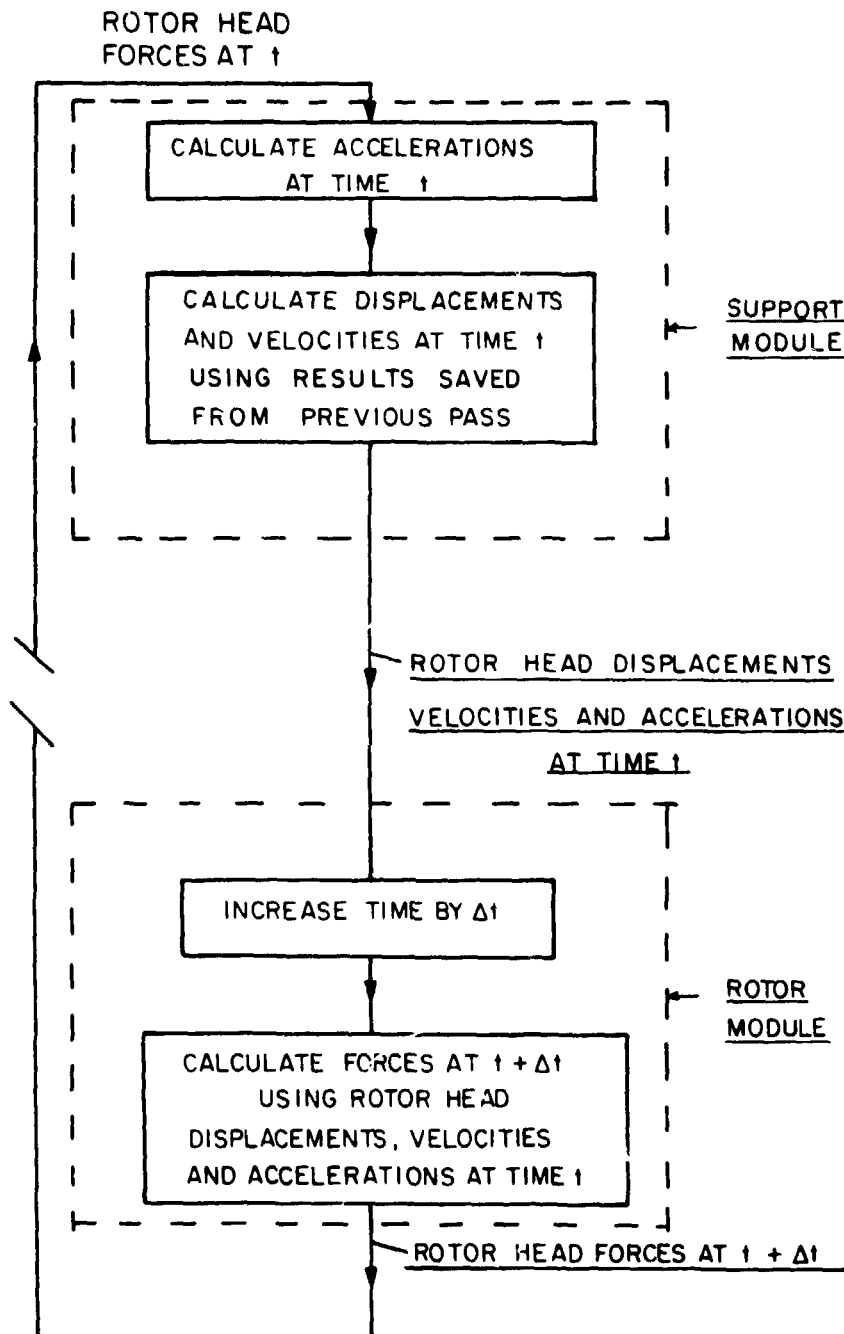 ROTOR HEAD
FORCES AT t
CALCULATE ACCELERATIONS
AT TIME t
CALCULATE DISPLACEMENTS
AND VELOCITIES AT TIME t
USING RESULTS SAVED
FROM PREVIOUS PASS
SUPPORT
MODULE
ROTOR HEAD DISPLACEMENTS
VELOCITIES AND ACCELERATIONS
AT TIME t
INCREASE TIME BY Δt
ROTOR
MODULE
CALCULATE FORCES AT t + Δt
USING ROTOR HEAD
DISPLACEMENTS, VELOCITIES
AND ACCELERATIONS AT TIME t
ROTOR HEAD FORCES AT t + Δt